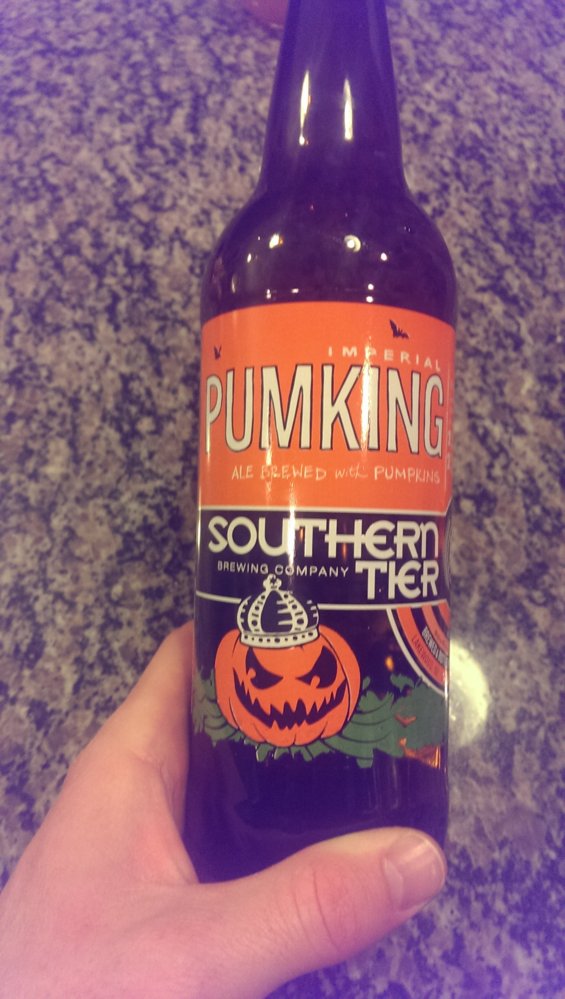 IMPERIAL
PUMKING
ALE BREWED with PUMPKINS
SOUTHERN
BREWING COMPANY TIER